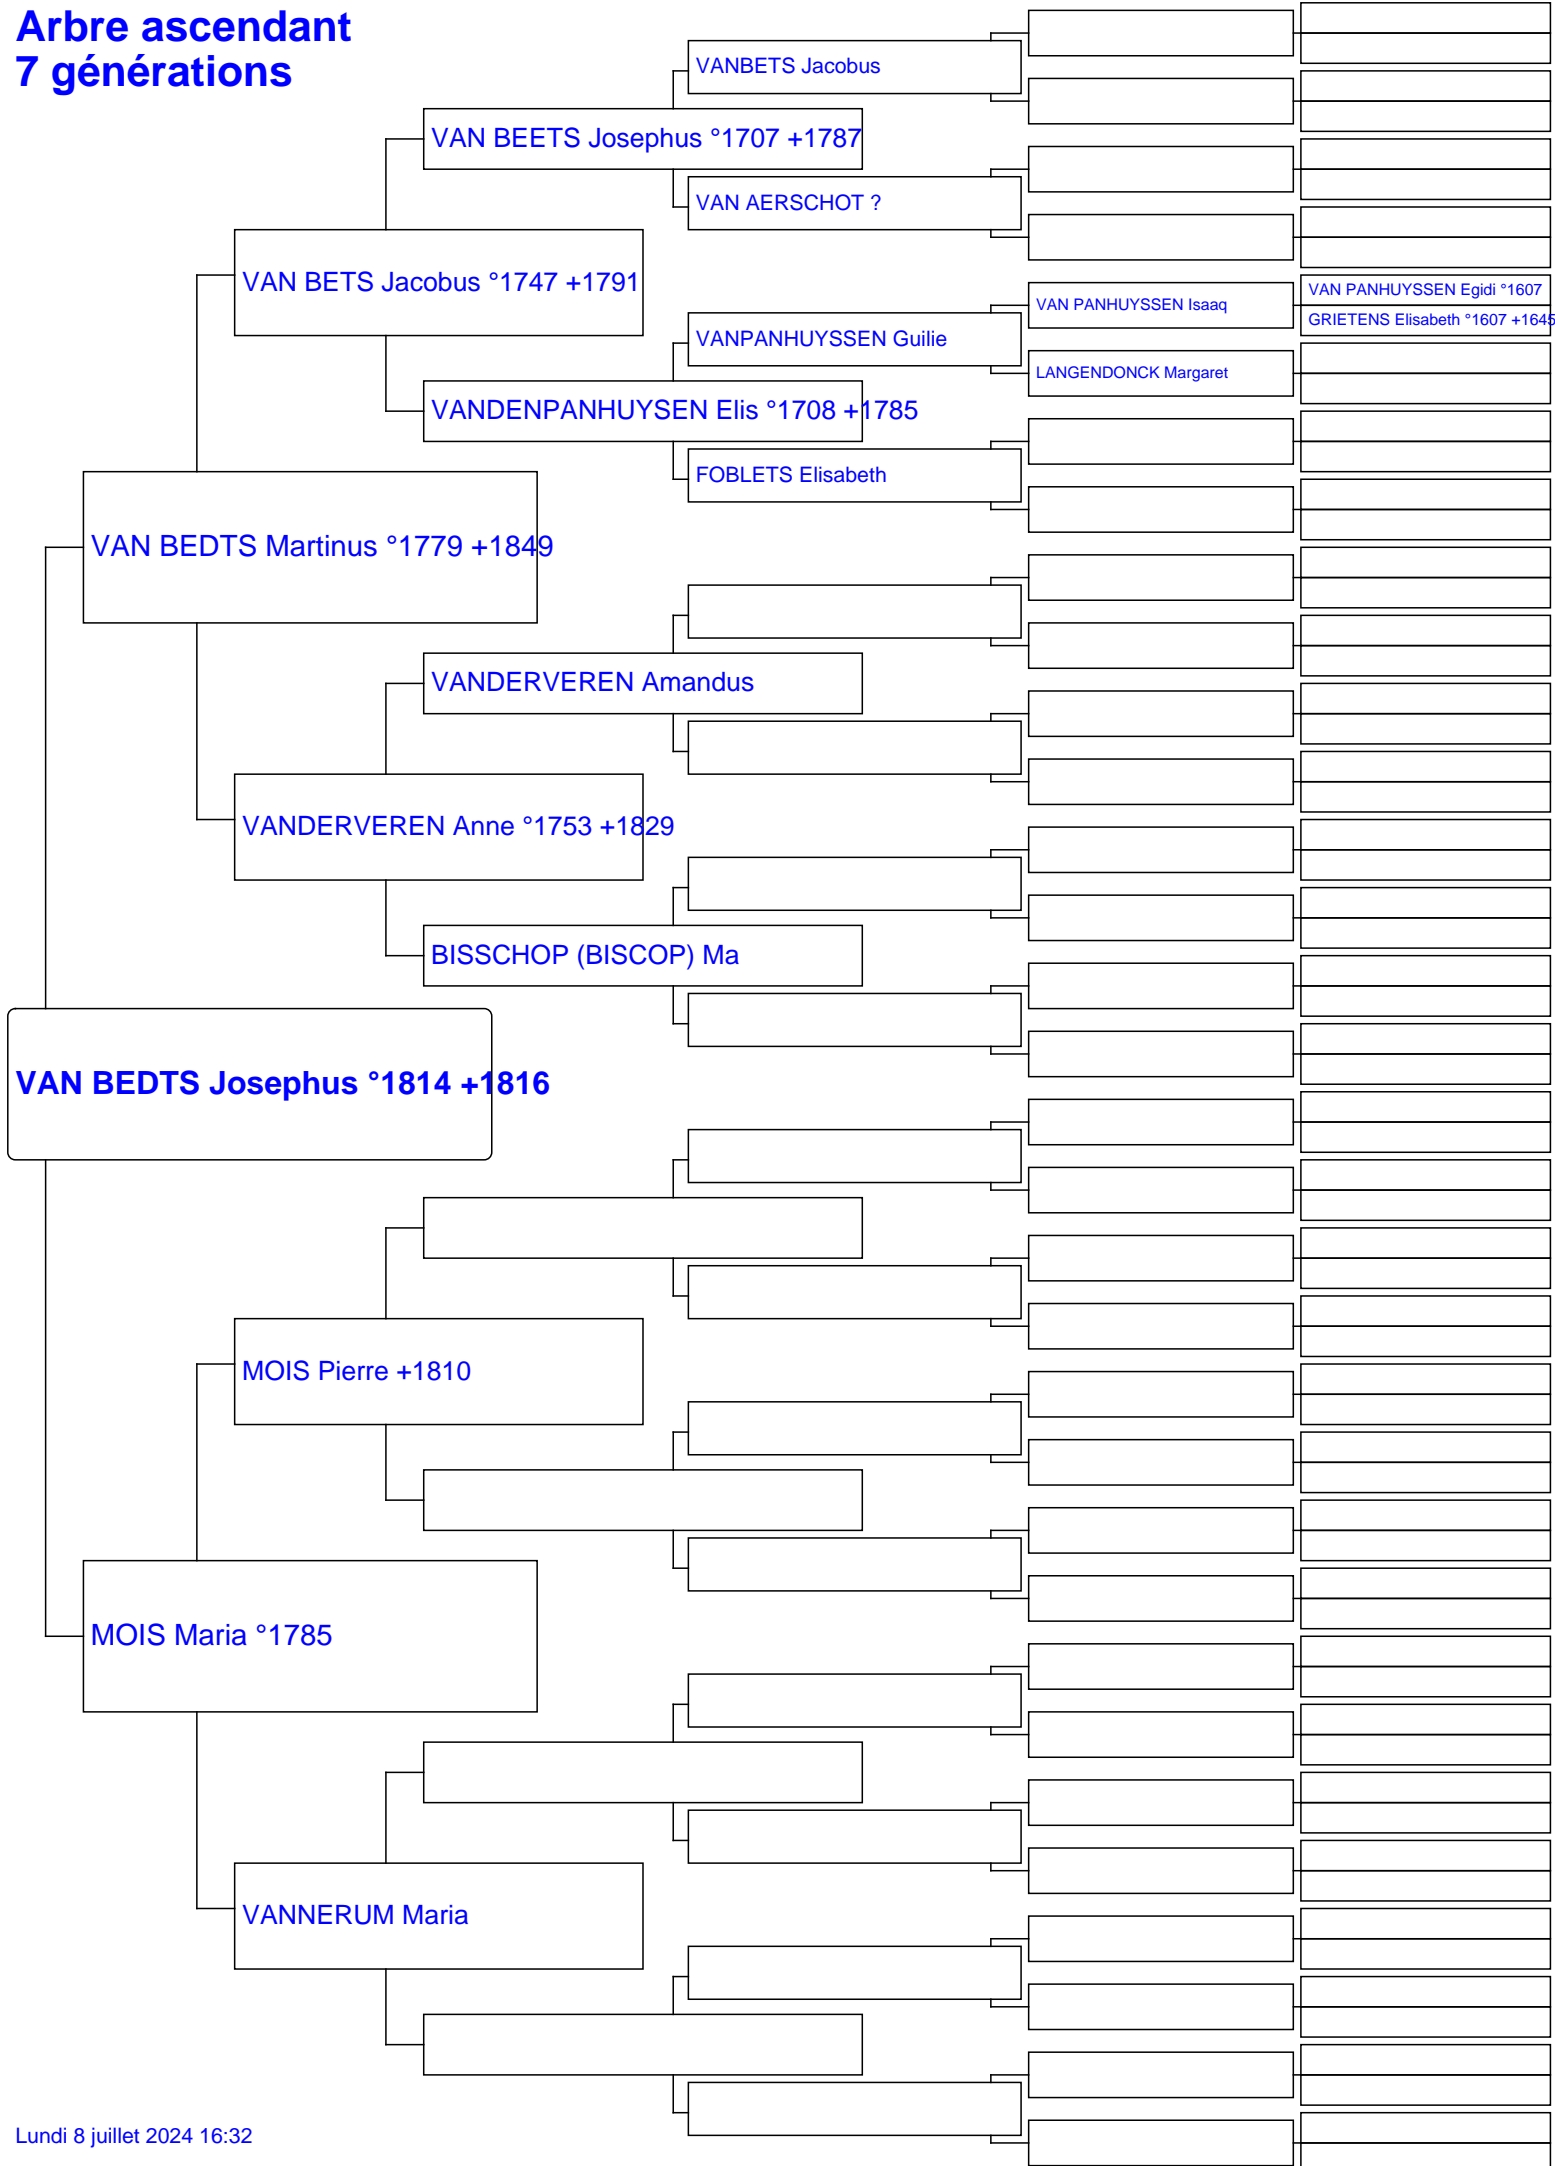 Arbre ascendant
7 générations
VANBETS Jacobus
VAN BEETS Josephus °1707 +1787
VAN AERSCHOT ?
VAN BETS Jacobus °1747 +1791
VAN PANHUYSSEN Egidi °1607
VAN PANHUYSSEN Isaaq
GRIETENS Elisabeth °1607 +1645
VANPANHUYSSEN Guilie
LANGENDONCK Margaret
VANDENPANHUYSEN Elis °1708 +1785
FOBLETS Elisabeth
VAN BEDTS Martinus °1779 +1849
VANDERVEREN Amandus
VANDERVEREN Anne °1753 +1829
BISSCHOP (BISCOP) Ma
VAN BEDTS Josephus °1814 +1816
MOIS Pierre +1810
MOIS Maria °1785
VANNERUM Maria
Lundi 8 juillet 2024 16:32